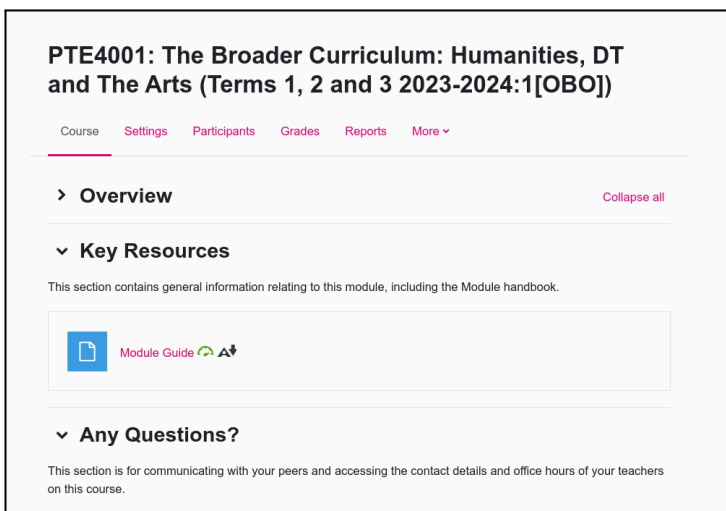 PTE4001: The Broader Curriculum: Humanities, DT
and The Arts (Terms 1, 2 and 3 2023-2024:1[OBO])
Course Settings Participants Grades Reports More
Overview Collapse all
Key Resources
This section contains general information relating to this module, including the Module handbook.
Module Guide
Any Questions?
This section is for communicating with your peers and accessing the contact details and office hours of your teachers
on this course.